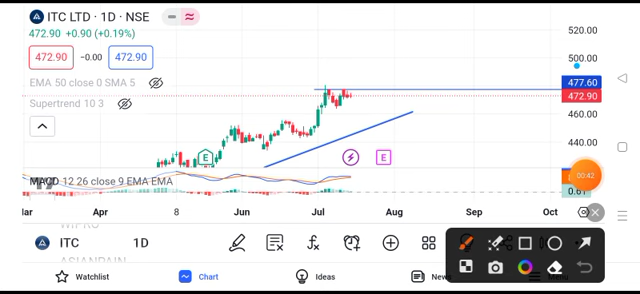 ITC LTD · 1D · NSE
472.90 +0.90 (+0.19%)
472.90 −0.00 472.90
EMA 50 close 0 SMA 5
Supertrend 10 3
520.00
500.00
477.60
472.90
460.00
440.00
E E
MACD 12 26 close 9 EMA EMA
00:42
0.61
Mar Apr 8 Jun Jul Aug Sep Oct
WIPRO
ITC 1D
ASIANPAIN
Watchlist Chart Ideas News Menu